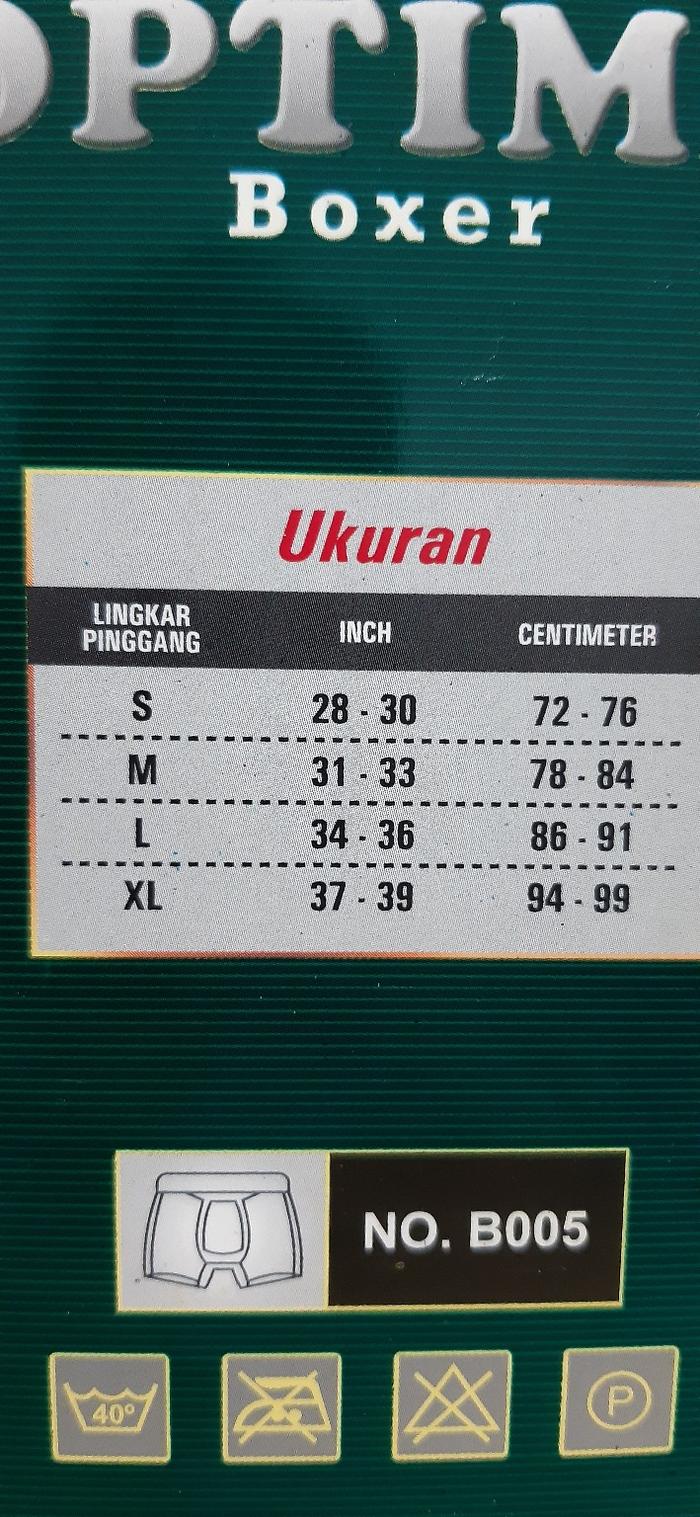 OPTIM
Boxer
Ukuran
LINGKAR PINGGANG INCH CENTIMETER
S 28 - 30 72 - 76
M 31 - 33 78 - 84
L 34 - 36 86 - 91
XL 37 - 39 94 - 99
NO. B005
40° P